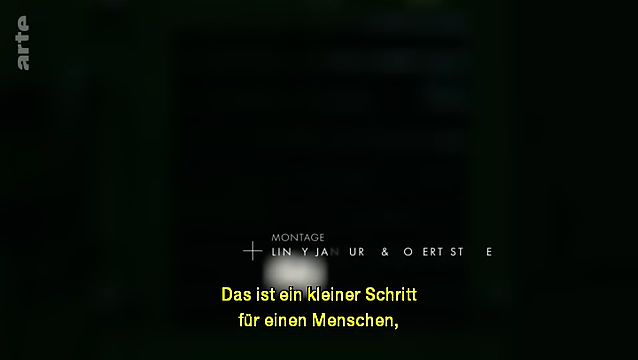 arte
MONTAGE
&
Das ist ein kleiner Schritt
für einen Menschen,